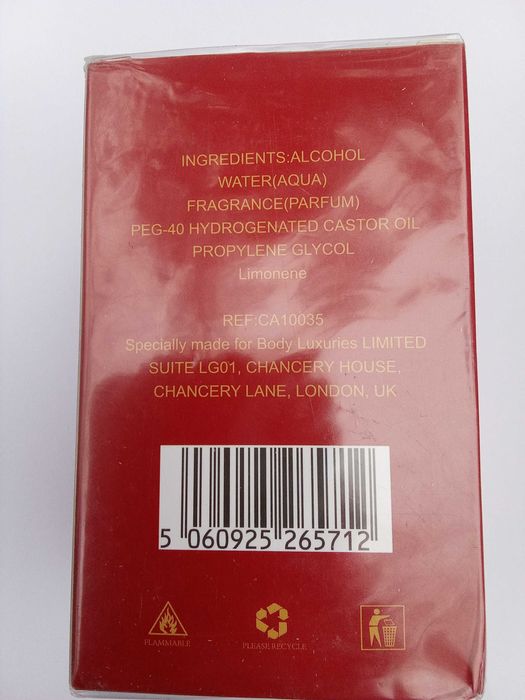 INGREDIENTS:ALCOHOL
WATER(AQUA)
FRAGRANCE(PARFUM)
PEG-40 HYDROGENATED CASTOR OIL
PROPYLENE GLYCOL
Limonene
REF:CA10035
Specially made for Body Luxuries LIMITED
SUITE LG01, CHANCERY HOUSE,
CHANCERY LANE, LONDON, UK
5 060925 265712
FLAMMABLE PLEASE RECYCLE